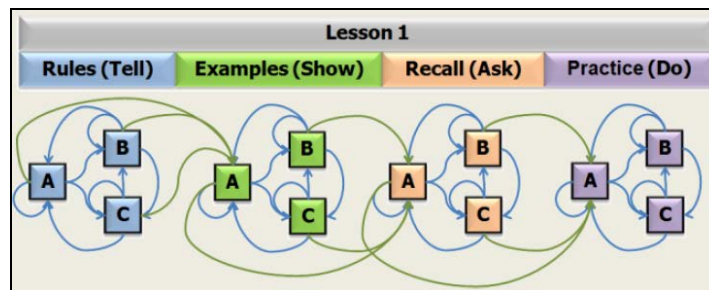 Lesson 1
Rules (Tell) Examples (Show) Recall (Ask) Practice (Do)
B B B B
A A A A
C C C C